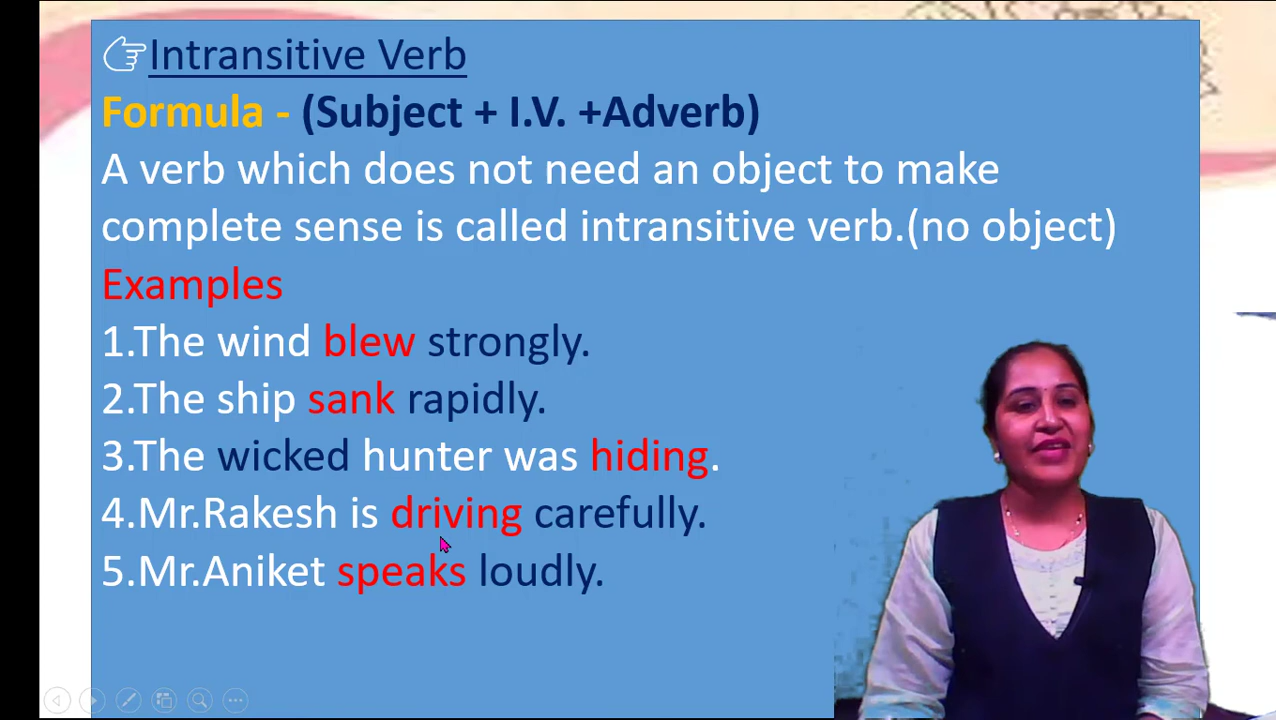 ☞Intransitive Verb
Formula - (Subject + I.V. +Adverb)
A verb which does not need an object to make
complete sense is called intransitive verb.(no object)
Examples
1.The wind blew strongly.
2.The ship sank rapidly.
3.The wicked hunter was hiding.
4.Mr.Rakesh is driving carefully.
5.Mr.Aniket speaks loudly.